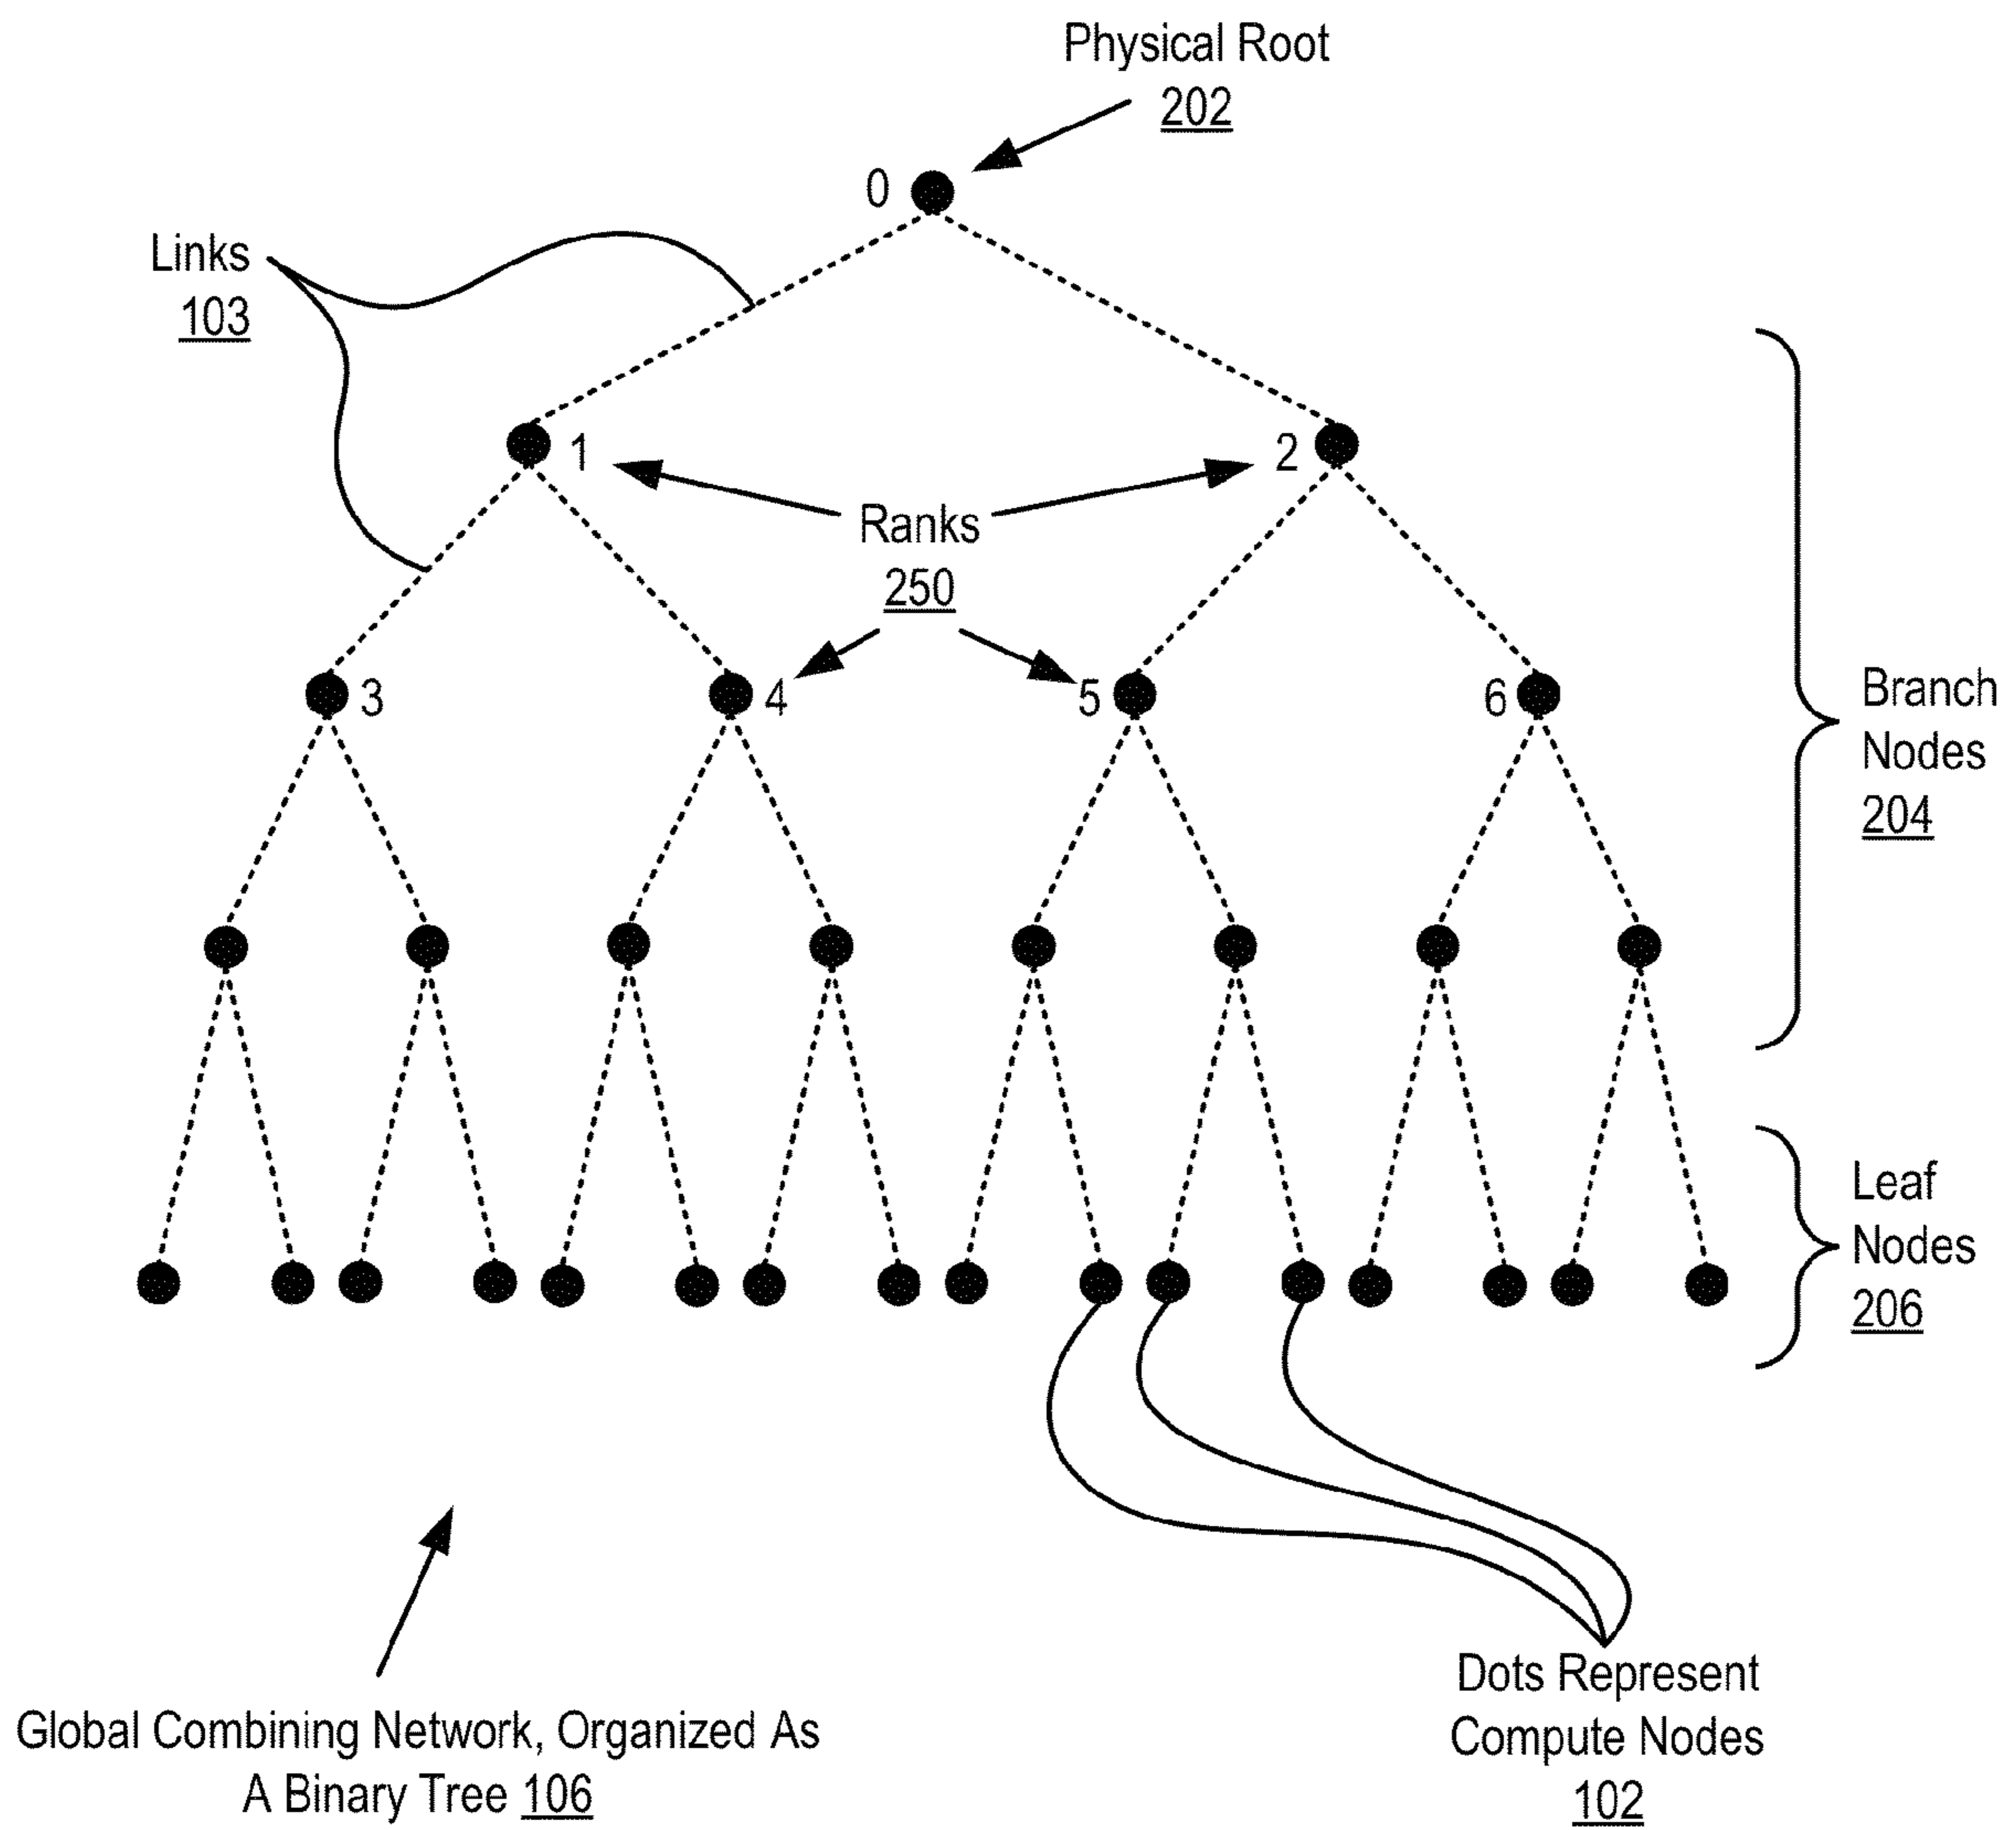 Physical Root
202
0
Links
103
1
2
Ranks
250
3
4
5
6
Branch
Nodes
204
Leaf
Nodes
206
Dots Represent
Compute Nodes
102
Global Combining Network, Organized As
A Binary Tree 106